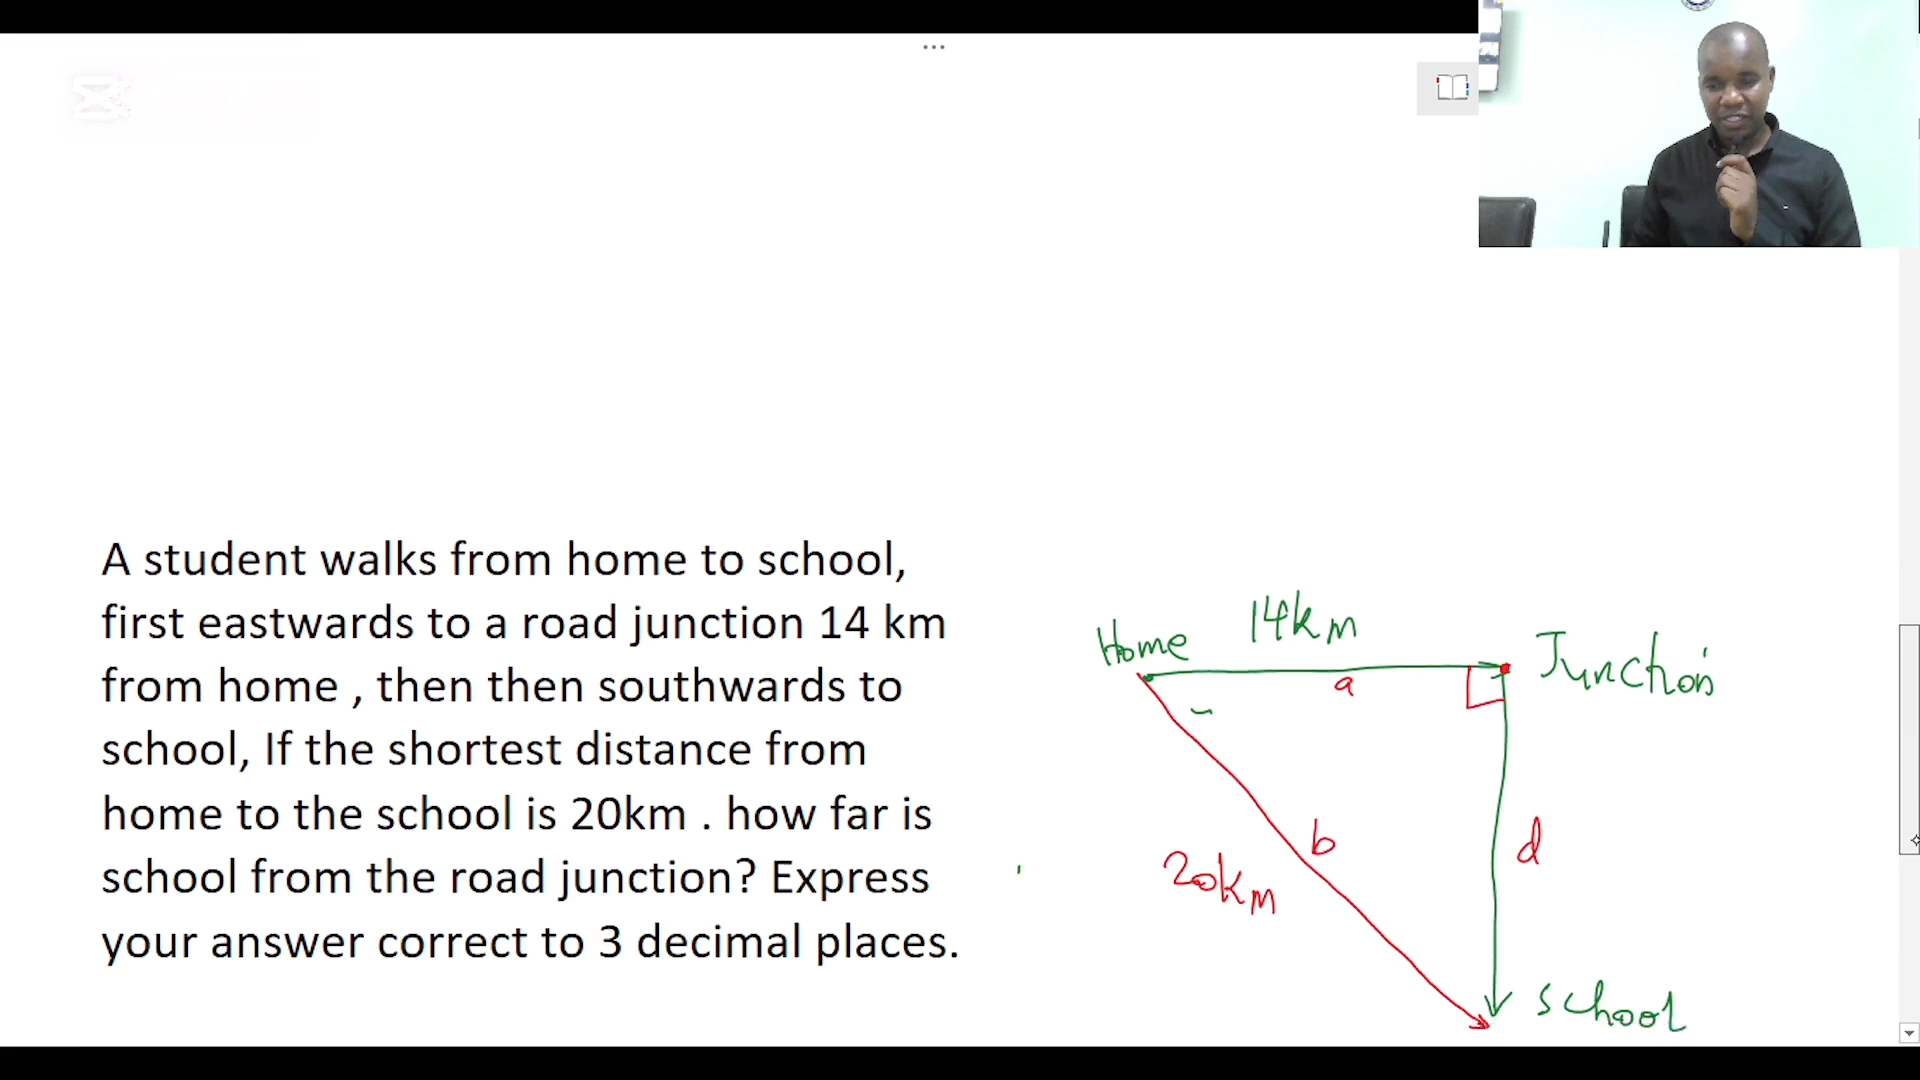 ...
A student walks from home to school,
first eastwards to a road junction 14 km
from home , then then southwards to
school, If the shortest distance from
home to the school is 20km . how far is
school from the road junction? Express
your answer correct to 3 decimal places.
14km
Home
Junction
a
b
d
20km
school